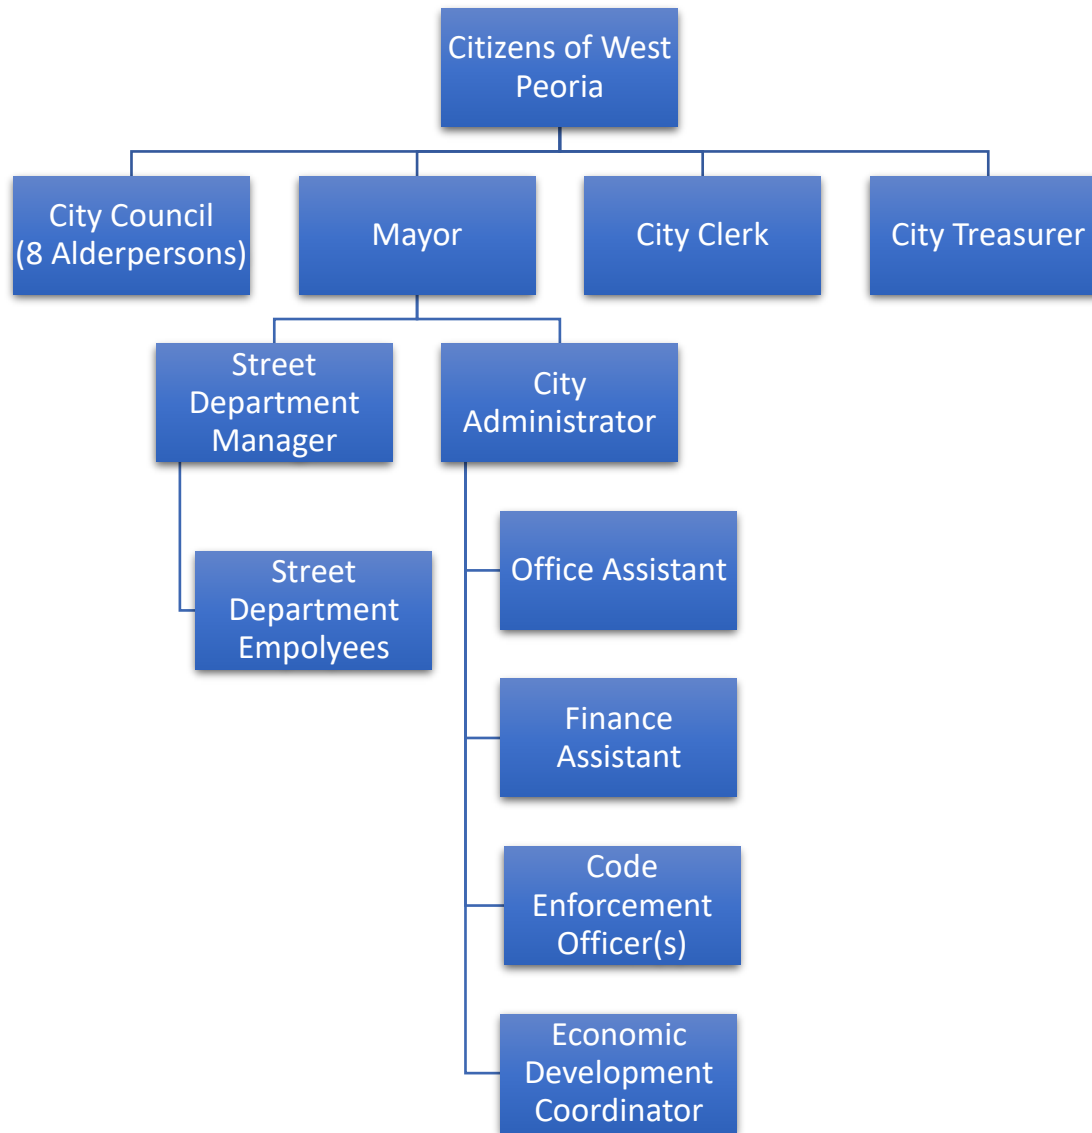 Citizens of West
Peoria
City Council
(8 Alderpersons)
Mayor
City Clerk
City Treasurer
Street
Department
Manager
City
Administrator
Street
Department
Empolyees
Office Assistant
Finance
Assistant
Code
Enforcement
Officer(s)
Economic
Development
Coordinator